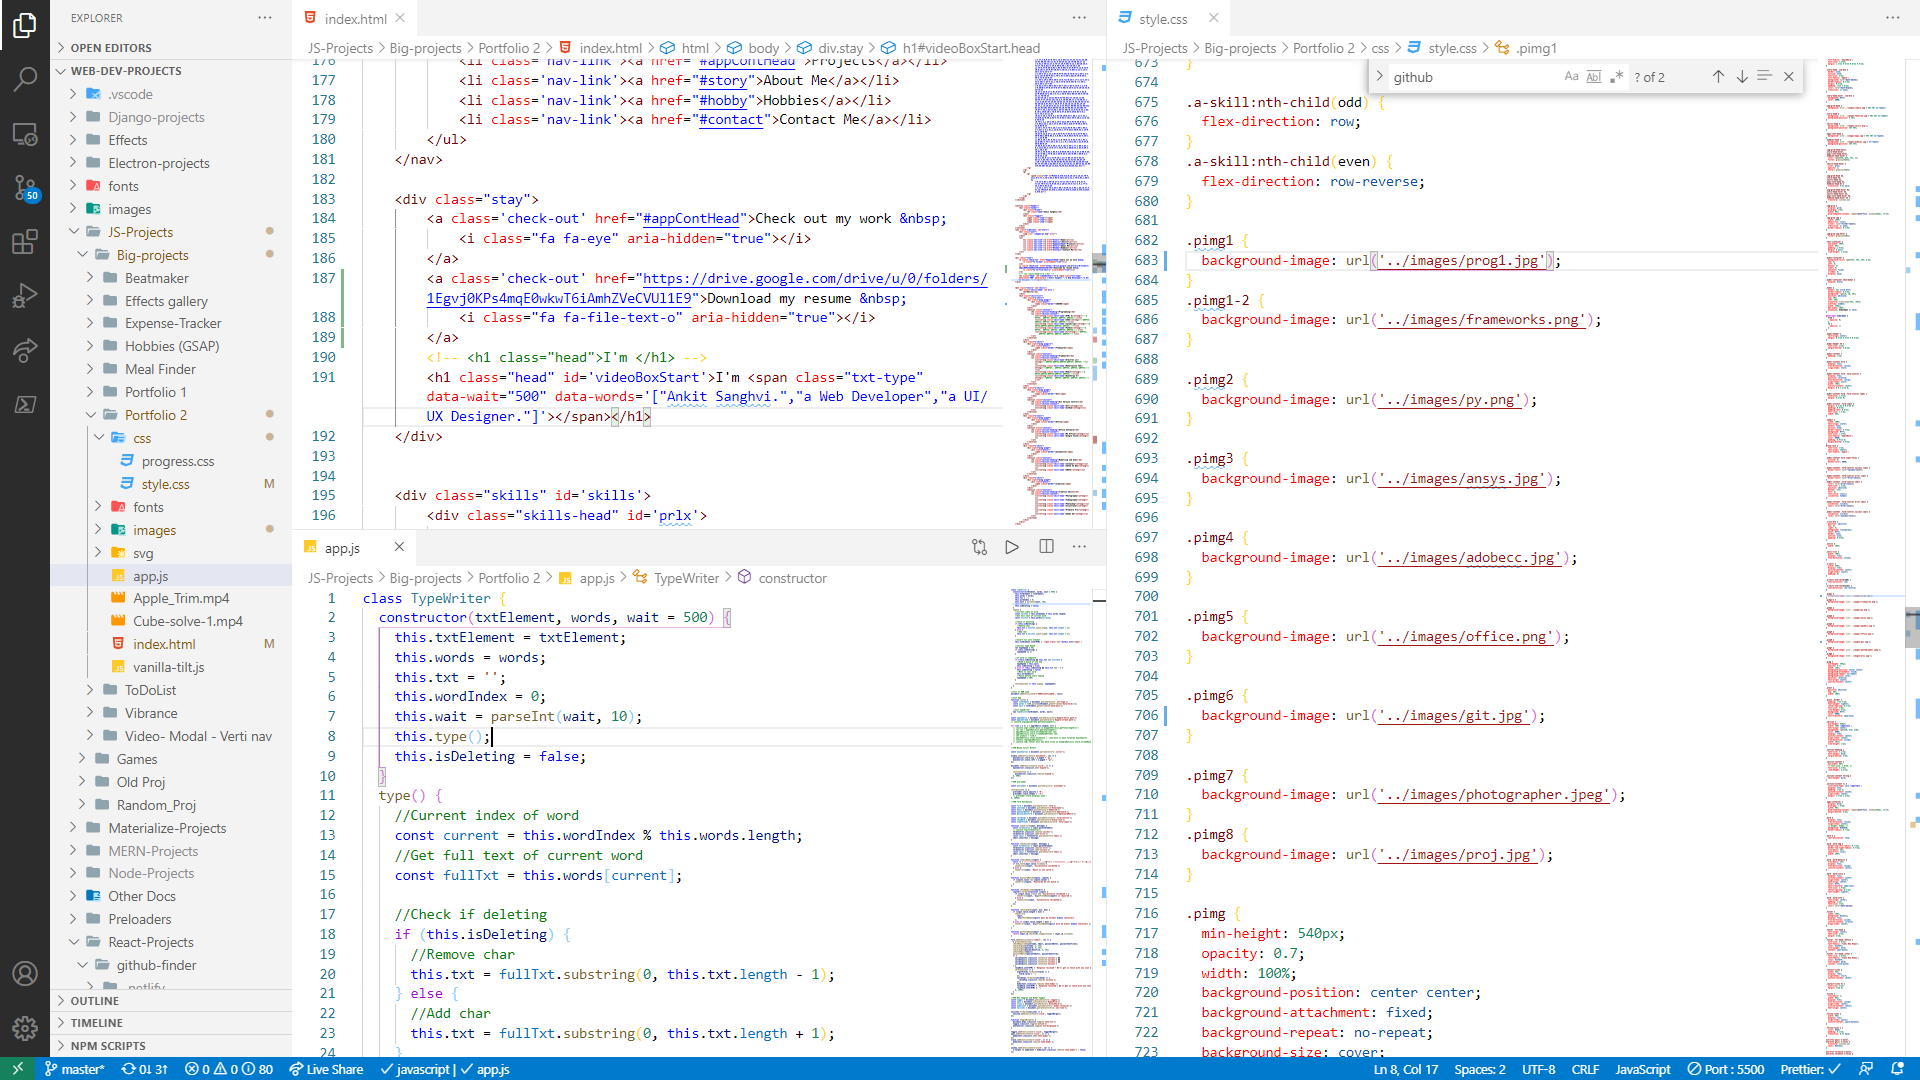 EXPLORER
OPEN EDITORS
WEB-DEV-PROJECTS
.vscode
Django-projects
Effects
Electron-projects
fonts
images
JS-Projects
Big-projects
Beatmaker
Effects gallery
Expense-Tracker
Hobbies (GSAP)
Meal Finder
Portfolio 1
Portfolio 2
css
progress.css
style.css M
fonts
images
svg
app.js
Apple_Trim.mp4
Cube-solve-1.mp4
index.html M
vanilla-tilt.js
ToDoList
Vibrance
Video- Modal - Verti nav
Games
Old Proj
Random_Proj
Materialize-Projects
MERN-Projects
Node-Projects
Other Docs
Preloaders
React-Projects
github-finder
.netlify
OUTLINE
TIMELINE
NPM SCRIPTS
50
index.html
JS-Projects > Big-projects > Portfolio 2 > index.html > html > body > div.stay > h1#videoBoxStart.head
176 <li class='nav-link'><a href="#appContHead">Projects</a></li>
177 <li class='nav-link'><a href="#story">About Me</a></li>
178 <li class='nav-link'><a href="#hobby">Hobbies</a></li>
179 <li class='nav-link'><a href="#contact">Contact Me</a></li>
180 </ul>
181 </nav>
182
183 <div class="stay">
184 <a class='check-out' href="#appContHead">Check out my work &nbsp;
185 <i class="fa fa-eye" aria-hidden="true"></i>
186 </a>
187 <a class='check-out' href="https://drive.google.com/drive/u/0/folders/
1Egvj0KPs4mqE0wkwT6iAmhZVeCVUl1E9">Download my resume &nbsp;
188 <i class="fa fa-file-text-o" aria-hidden="true"></i>
189 </a>
190 <!-- <h1 class="head">I'm </h1> -->
191 <h1 class="head" id='videoBoxStart'>I'm <span class="txt-type"
data-wait="500" data-words='["Ankit Sanghvi.","a Web Developer","a UI/
UX Designer."]'></span></h1>
192 </div>
193
194
195 <div class="skills" id='skills'>
196 <div class="skills-head" id='prlx'>
app.js
JS-Projects > Big-projects > Portfolio 2 > app.js > TypeWriter > constructor
1 class TypeWriter {
2 constructor(txtElement, words, wait = 500) {
3 this.txtElement = txtElement;
4 this.words = words;
5 this.txt = '';
6 this.wordIndex = 0;
7 this.wait = parseInt(wait, 10);
8 this.type();
9 this.isDeleting = false;
10 }
11 type() {
12 //Current index of word
13 const current = this.wordIndex % this.words.length;
14 //Get full text of current word
15 const fullTxt = this.words[current];
16
17 //Check if deleting
18 if (this.isDeleting) {
19 //Remove char
20 this.txt = fullTxt.substring(0, this.txt.length - 1);
21 } else {
22 //Add char
23 this.txt = fullTxt.substring(0, this.txt.length + 1);
24 }
style.css
JS-Projects > Big-projects > Portfolio 2 > css > style.css > .pimg1
github Aa Abl .* ? of 2
673 }
674
675 .a-skill:nth-child(odd) {
676 flex-direction: row;
677 }
678 .a-skill:nth-child(even) {
679 flex-direction: row-reverse;
680 }
681
682 .pimg1 {
683 background-image: url('../images/prog1.jpg');
684 }
685 .pimg1-2 {
686 background-image: url('../images/frameworks.png');
687 }
688
689 .pimg2 {
690 background-image: url('../images/py.png');
691 }
692
693 .pimg3 {
694 background-image: url('../images/ansys.jpg');
695 }
696
697 .pimg4 {
698 background-image: url('../images/adobecc.jpg');
699 }
700
701 .pimg5 {
702 background-image: url('../images/office.png');
703 }
704
705 .pimg6 {
706 background-image: url('../images/git.jpg');
707 }
708
709 .pimg7 {
710 background-image: url('../images/photographer.jpeg');
711 }
712 .pimg8 {
713 background-image: url('../images/proj.jpg');
714 }
715
716 .pimg {
717 min-height: 540px;
718 opacity: 0.7;
719 width: 100%;
720 background-position: center center;
721 background-attachment: fixed;
722 background-repeat: no-repeat;
723 background-size: cover;
master* 0↓ 3↑ 0 0 80 Live Share javascript | app.js Ln 8, Col 17 Spaces: 2 UTF-8 CRLF JavaScript Port : 5500 Prettier: